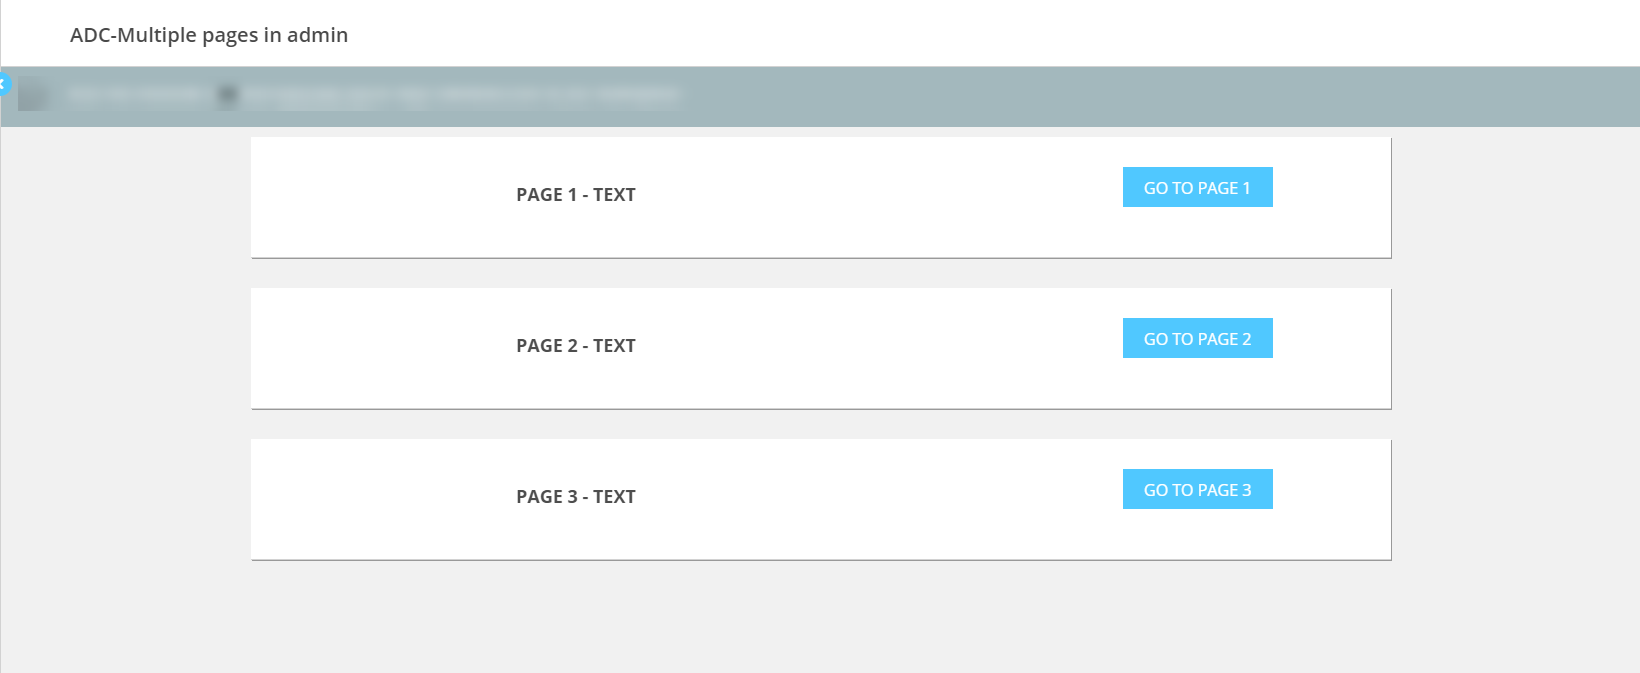 ADC-Multiple pages in admin
PAGE 1 - TEXT
GO TO PAGE 1
PAGE 2 - TEXT
GO TO PAGE 2
PAGE 3 - TEXT
GO TO PAGE 3